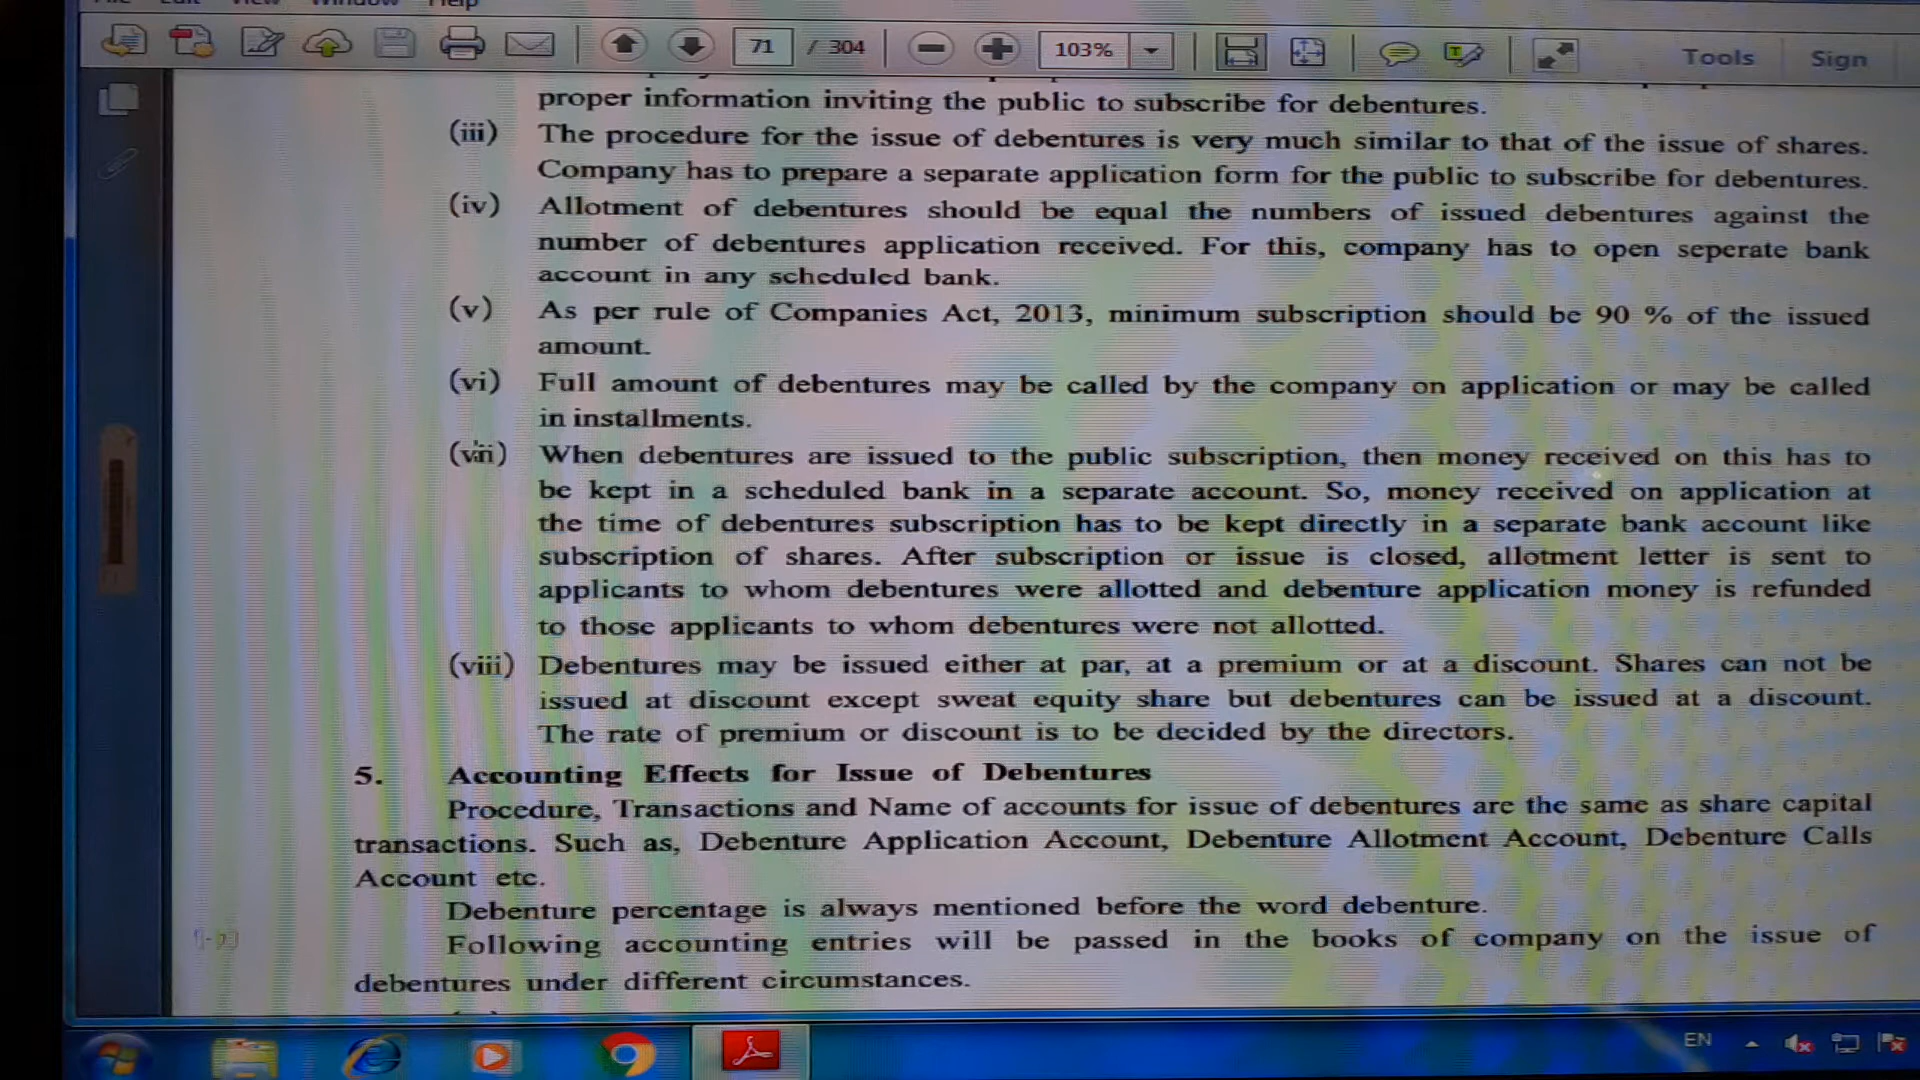 Window Help
71 / 304 103% Tools Sign
proper information inviting the public to subscribe for debentures.
(iii) The procedure for the issue of debentures is very much similar to that of the issue of shares.
Company has to prepare a separate application form for the public to subscribe for debentures.
(iv) Allotment of debentures should be equal the numbers of issued debentures against the
number of debentures application received. For this, company has to open seperate bank
account in any scheduled bank.
(v) As per rule of Companies Act, 2013, minimum subscription should be 90 % of the issued
amount.
(vi) Full amount of debentures may be called by the company on application or may be called
in installments.
(vii) When debentures are issued to the public subscription, then money received on this has to
be kept in a scheduled bank in a separate account. So, money received on application at
the time of debentures subscription has to be kept directly in a separate bank account like
subscription of shares. After subscription or issue is closed, allotment letter is sent to
applicants to whom debentures were allotted and debenture application money is refunded
to those applicants to whom debentures were not allotted.
(viii) Debentures may be issued either at par, at a premium or at a discount. Shares can not be
issued at discount except sweat equity share but debentures can be issued at a discount.
The rate of premium or discount is to be decided by the directors.
5. Accounting Effects for Issue of Debentures
Procedure, Transactions and Name of accounts for issue of debentures are the same as share capital
transactions. Such as, Debenture Application Account, Debenture Allotment Account, Debenture Calls
Account etc.
Debenture percentage is always mentioned before the word debenture.
Following accounting entries will be passed in the books of company on the issue of
debentures under different circumstances.
EN